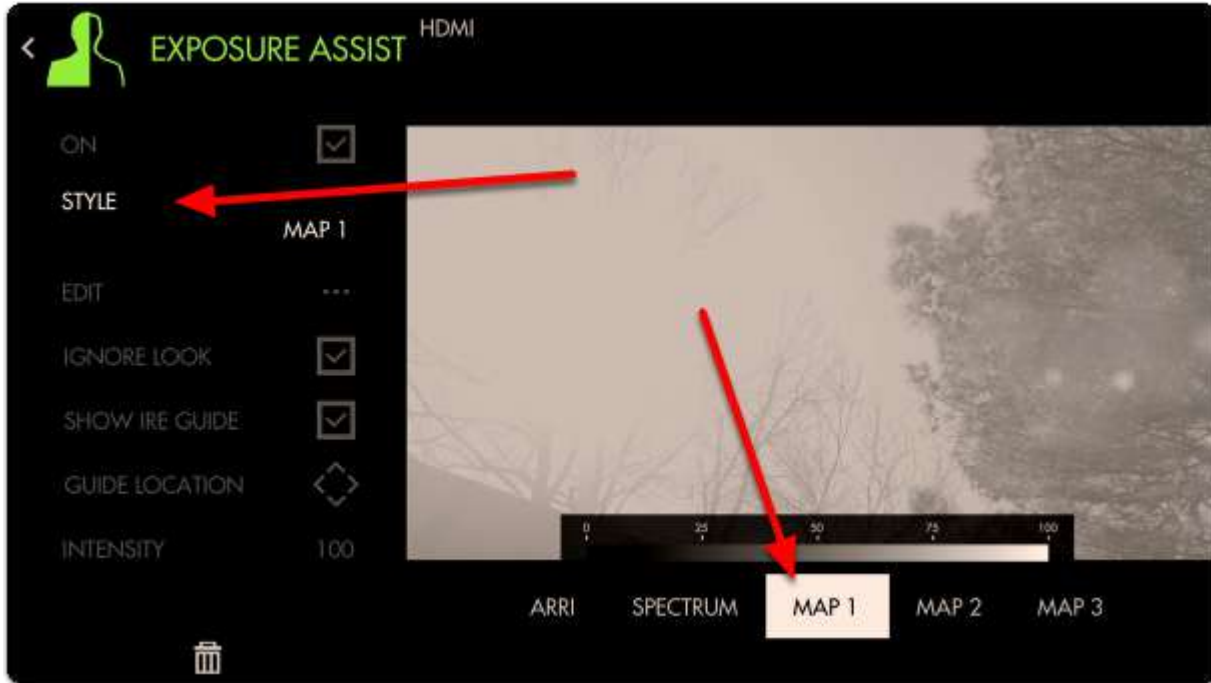 EXPOSURE ASSIST
HDMI
ON
STYLE
MAP 1
EDIT
IGNORE LOOK
SHOW IRE GUIDE
GUIDE LOCATION
INTENSITY 100
0 25 50 75 100
ARRI SPECTRUM MAP 1 MAP 2 MAP 3